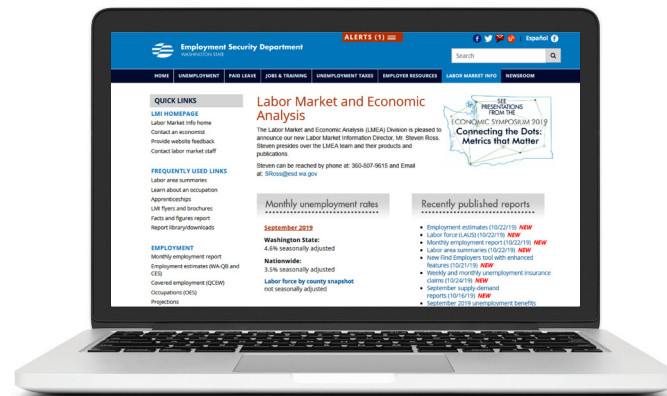 ALERTS (1)
Employment Security Department
WASHINGTON STATE
Español
Search
HOME UNEMPLOYMENT PAID LEAVE JOBS & TRAINING UNEMPLOYMENT TAXES EMPLOYER RESOURCES LABOR MARKET INFO NEWSROOM
QUICK LINKS
LMI HOMEPAGE
Labor Market Info home
Contact an economist
Provide website feedback
Contact labor market staff
FREQUENTLY USED LINKS
Labor area summaries
Learn about an occupation
Apprenticeships
LMI flyers and brochures
Facts and figures report
Report library/downloads
EMPLOYMENT
Monthly employment report
Employment estimates (WA-QB and
CES)
Covered employment (QCEW)
Occupations (OES)
Projections
Labor Market and Economic
Analysis
The Labor Market and Economic Analysis (LMEA) Division is pleased to
announce our new Labor Market Information Director, Mr. Steven Ross.
Steven presides over the LMEA team and their products and
publications.
Steven can be reached by phone at: 360-507-9615 and Email
at: SRoss@esd.wa.gov
SEE
PRESENTATIONS
FROM THE
ECONOMIC SYMPOSIUM 2019
Connecting the Dots:
Metrics that Matter
Monthly unemployment rates
September 2019
Washington State:
4.6% seasonally adjusted
Nationwide:
3.5% seasonally adjusted
Labor force by county snapshot
not seasonally adjusted
Recently published reports
Employment estimates (10/22/19) NEW
Labor force (LAUS) (10/22/19) NEW
Monthly employment report (10/22/19) NEW
Labor area summaries (10/22/19) NEW
New Find Employers tool with enhanced
features (10/21/19) NEW
Weekly and monthly unemployment insurance
claims (10/24/19) NEW
September supply-demand
reports (10/16/19) NEW
September 2019 unemployment benefits